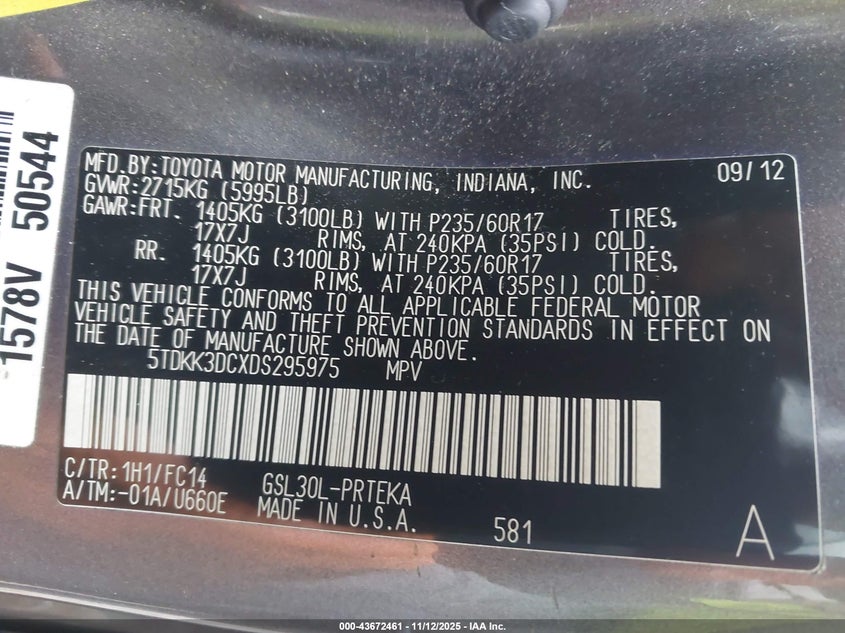 1578V 50544
MFD.BY:TOYOTA MOTOR MANUFACTURING, INDIANA, INC. 09/12
GVWR:2715KG (5995LB)
GAWR:FRT. 1405KG (3100LB) WITH P235/60R17 TIRES,
17X7J RIMS, AT 240KPA (35PSI) COLD.
RR. 1405KG (3100LB) WITH P235/60R17 TIRES,
17X7J RIMS, AT 240KPA (35PSI) COLD.
THIS VEHICLE CONFORMS TO ALL APPLICABLE FEDERAL MOTOR
VEHICLE SAFETY AND THEFT PREVENTION STANDARDS IN EFFECT ON
THE DATE OF MANUFACTURE SHOWN ABOVE.
5TDKK3DCXDS295975 MPV
C/TR:1H1/FC14
A/TM:-01A/U660E
GSL30L-PRTEKA
MADE IN U.S.A.
581
A
000-43672461 - 11/12/2025 - IAA Inc.